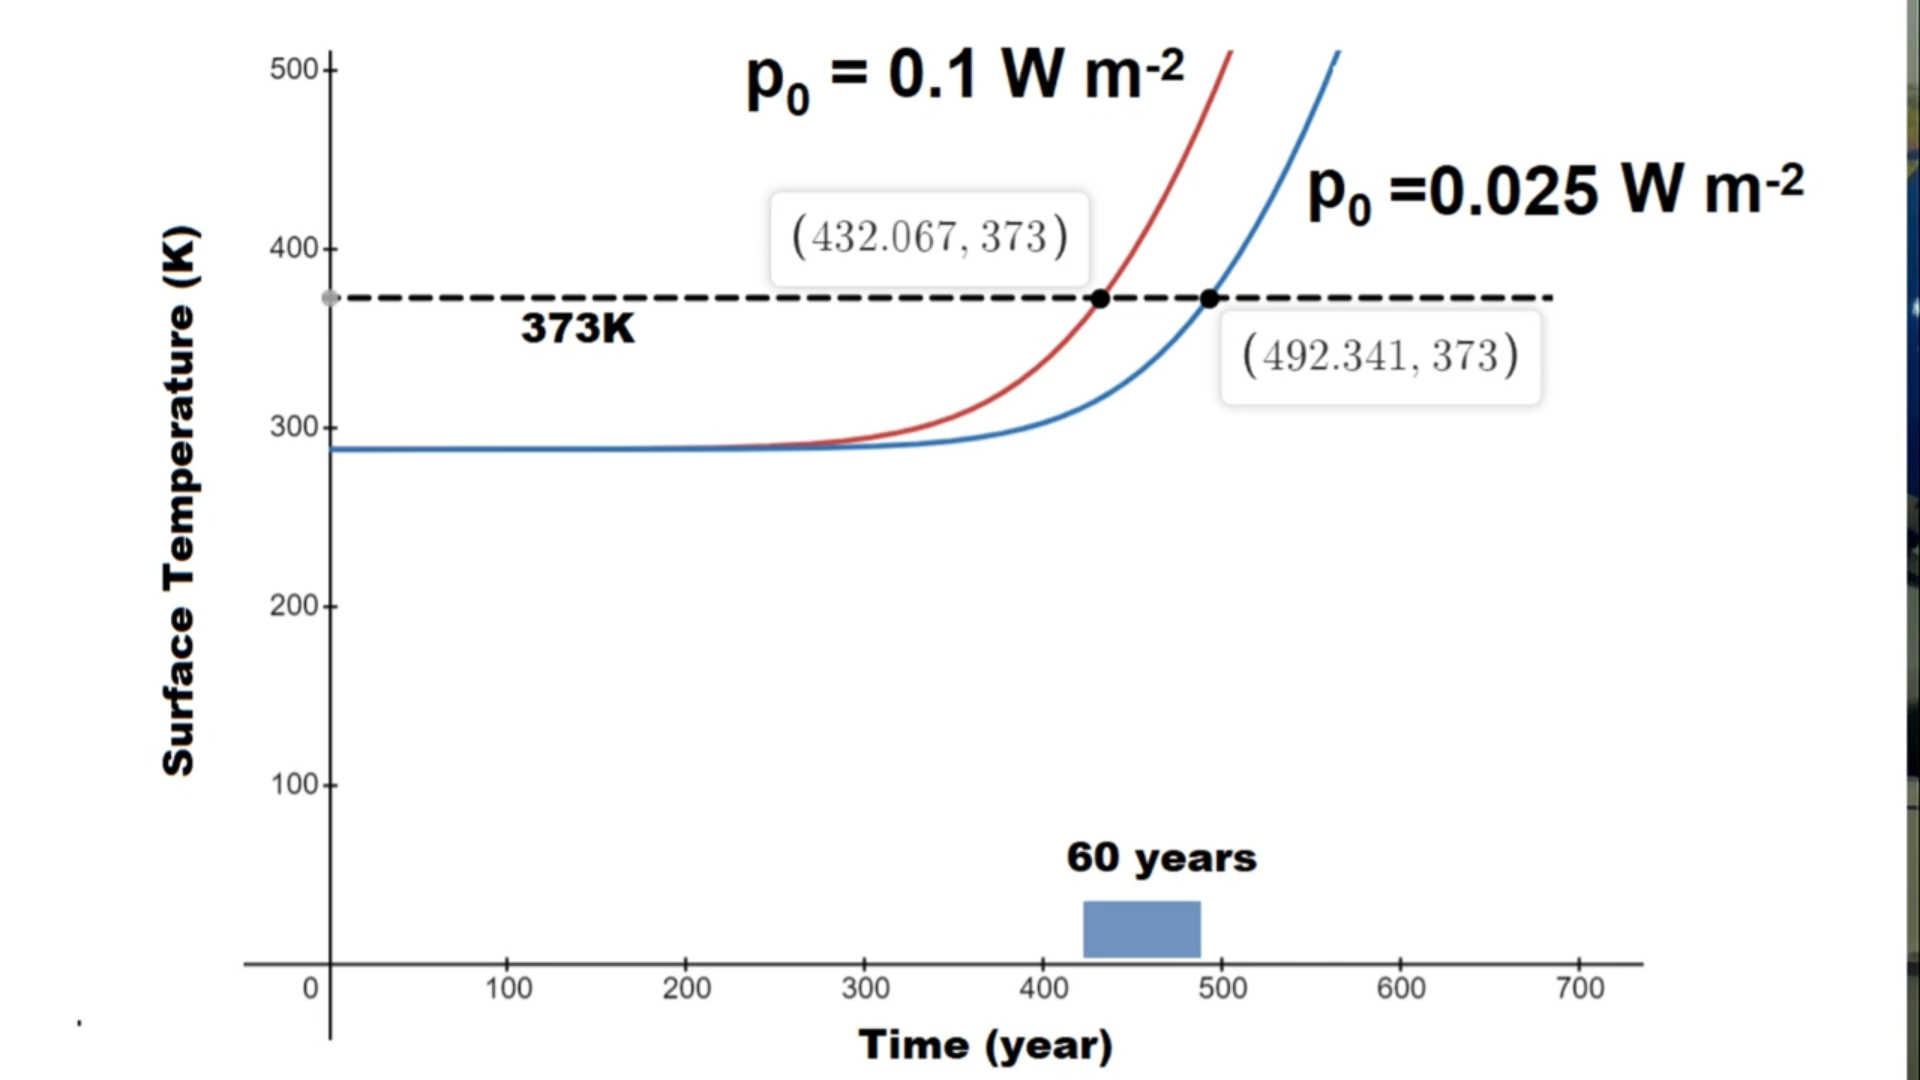 p₀ = 0.1 W m⁻²
p₀ =0.025 W m⁻²
(432.067, 373)
(492.341, 373)
373K
500
400
300
200
100
0
100
200
300
400
500
600
700
60 years
Surface Temperature (K)
Time (year)